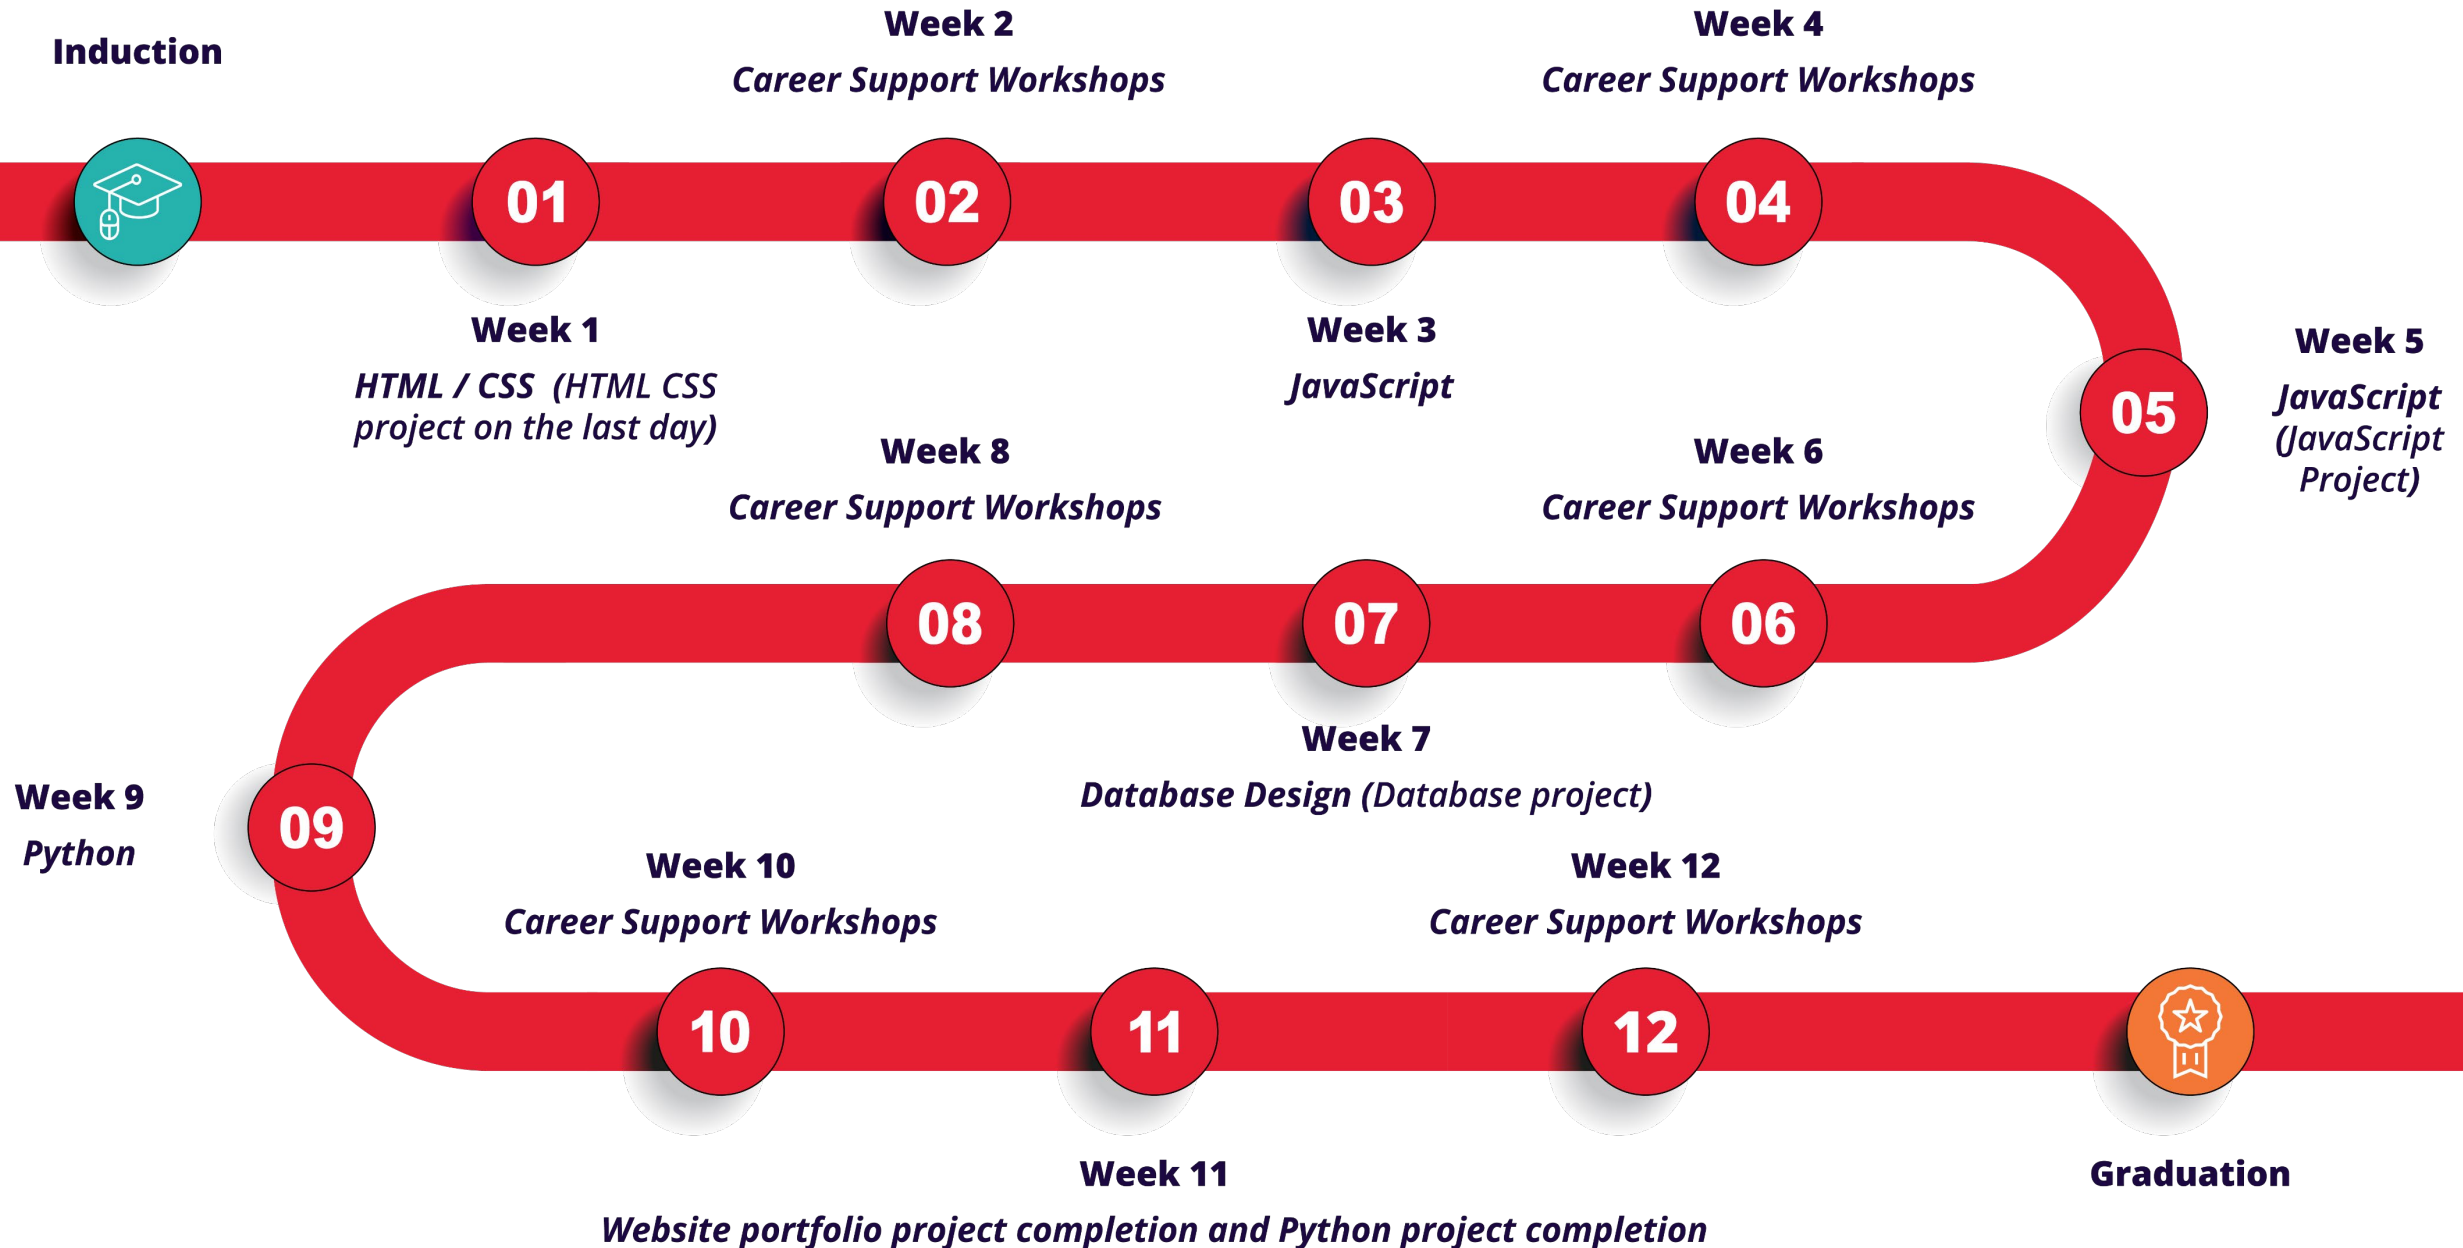 Induction
01
Week 1
HTML / CSS (HTML CSS
project on the last day)
Week 2
Career Support Workshops
02
03
Week 3
JavaScript
Week 4
Career Support Workshops
04
05
Week 5
JavaScript
(JavaScript
Project)
Week 6
Career Support Workshops
06
07
Week 7
Database Design (Database project)
Week 8
Career Support Workshops
08
Week 9
Python
09
Week 10
Career Support Workshops
10
11
Week 11
Website portfolio project completion and Python project completion
Week 12
Career Support Workshops
12
Graduation